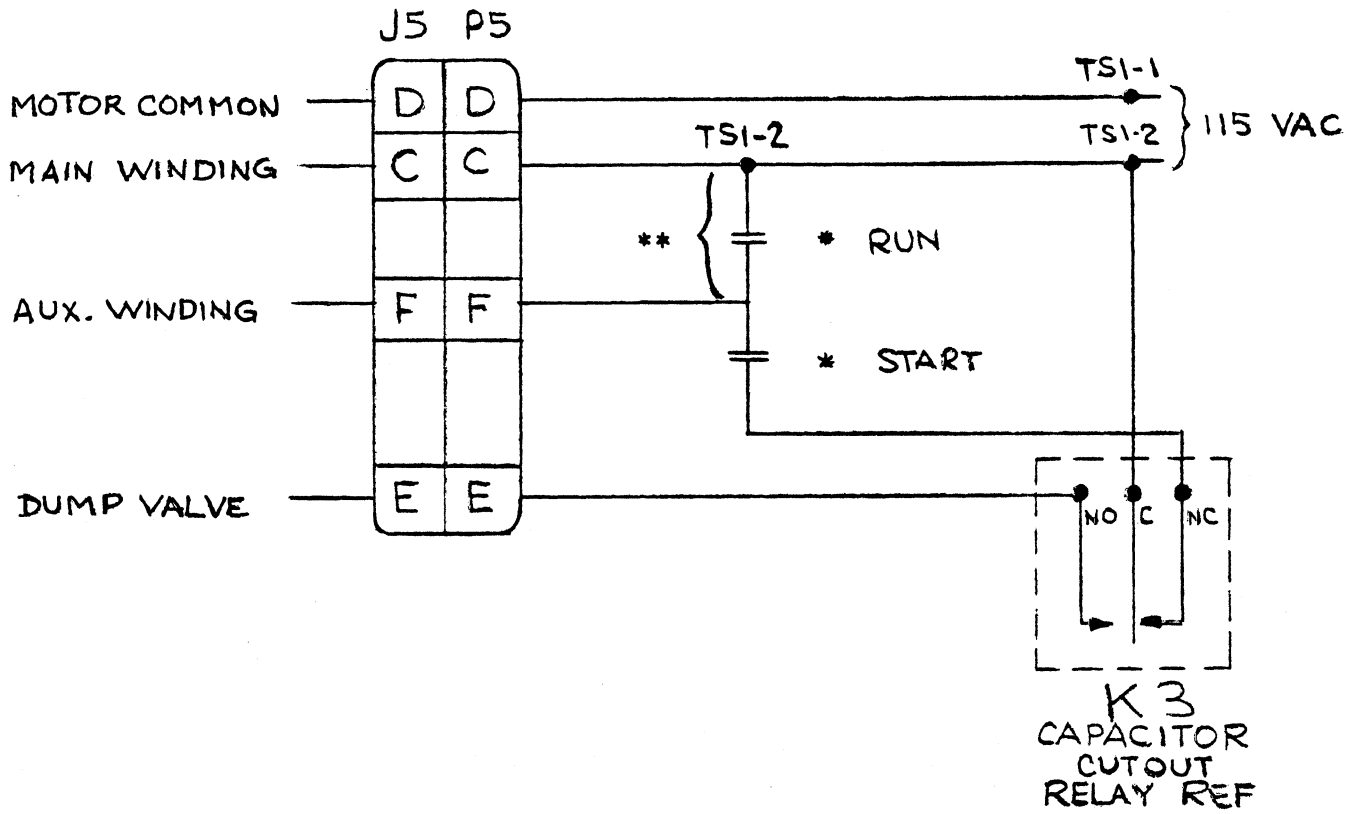 J5 P5
MOTOR COMMON D D TS1-1
MAIN WINDING C C TS1-2 TS1-2 115 VAC
** * RUN
AUX. WINDING F F
* START
DUMP VALVE E E NO C NC
K3
CAPACITOR
CUTOUT
RELAY REF